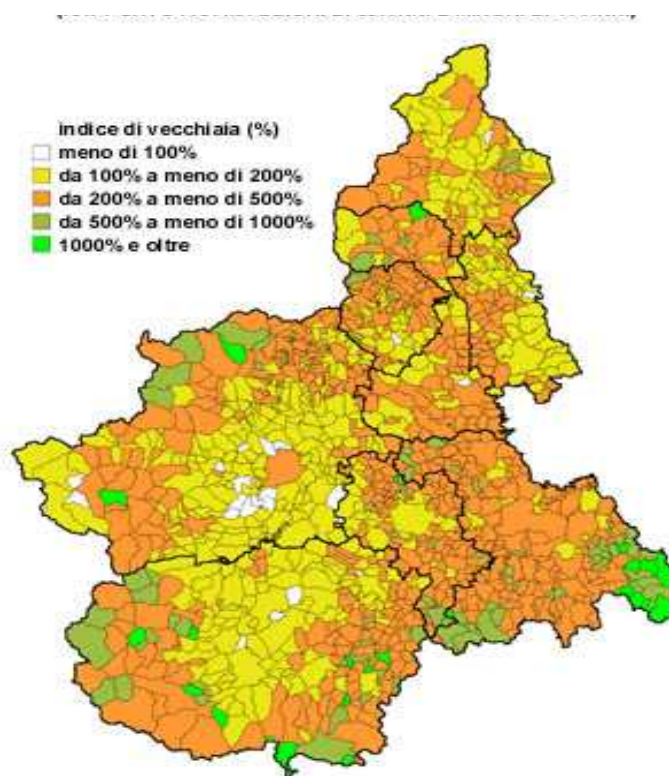 indice di vecchiaia (%)
meno di 100%
da 100% a meno di 200%
da 200% a meno di 500%
da 500% a meno di 1000%
1000% e oltre